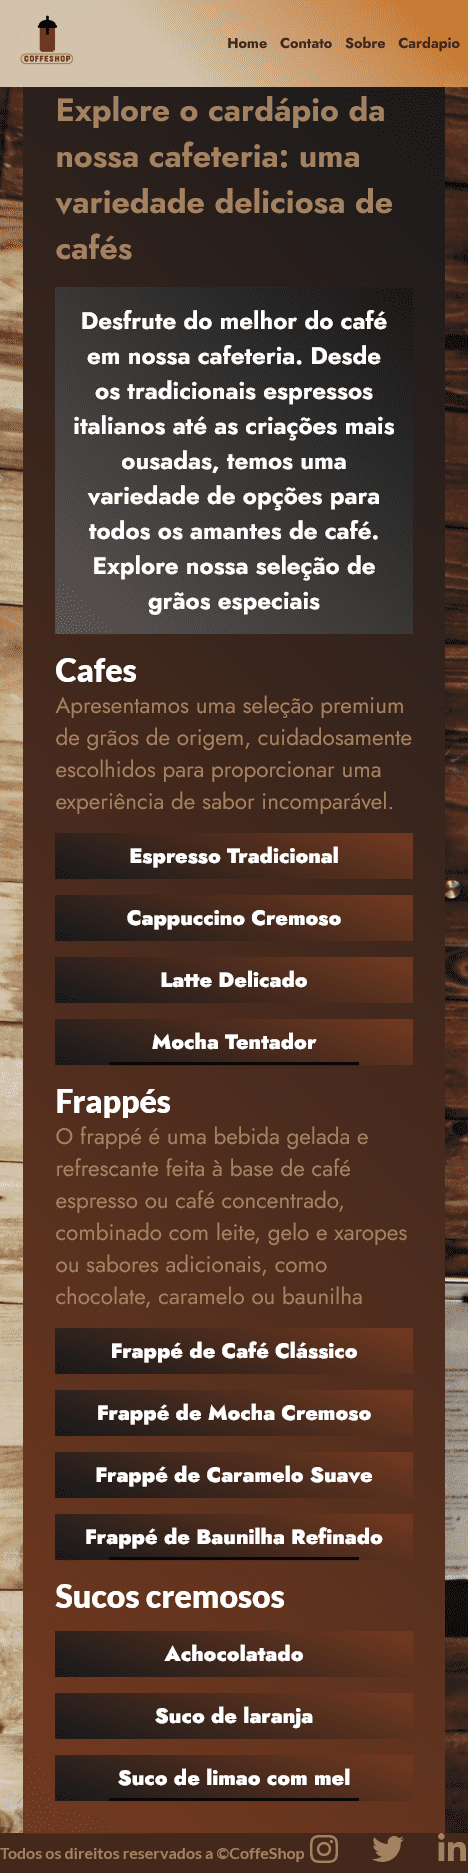 COFFESHOP
Home Contato Sobre Cardapio
Explore o cardápio da
nossa cafeteria: uma
variedade deliciosa de
cafés
Desfrute do melhor do café
em nossa cafeteria. Desde
os tradicionais espressos
italianos até as criações mais
ousadas, temos uma
variedade de opções para
todos os amantes de café.
Explore nossa seleção de
grãos especiais
Cafes
Apresentamos uma seleção premium
de grãos de origem, cuidadosamente
escolhidos para proporcionar uma
experiência de sabor incomparável.
Espresso Tradicional
Cappuccino Cremoso
Latte Delicado
Mocha Tentador
Frappés
O frappé é uma bebida gelada e
refrescante feita à base de café
espresso ou café concentrado,
combinado com leite, gelo e xaropes
ou sabores adicionais, como
chocolate, caramelo ou baunilha
Frappé de Café Clássico
Frappé de Mocha Cremoso
Frappé de Caramelo Suave
Frappé de Baunilha Refinado
Sucos cremosos
Achocolatado
Suco de laranja
Suco de limao com mel
Todos os direitos reservados a ©CoffeShop